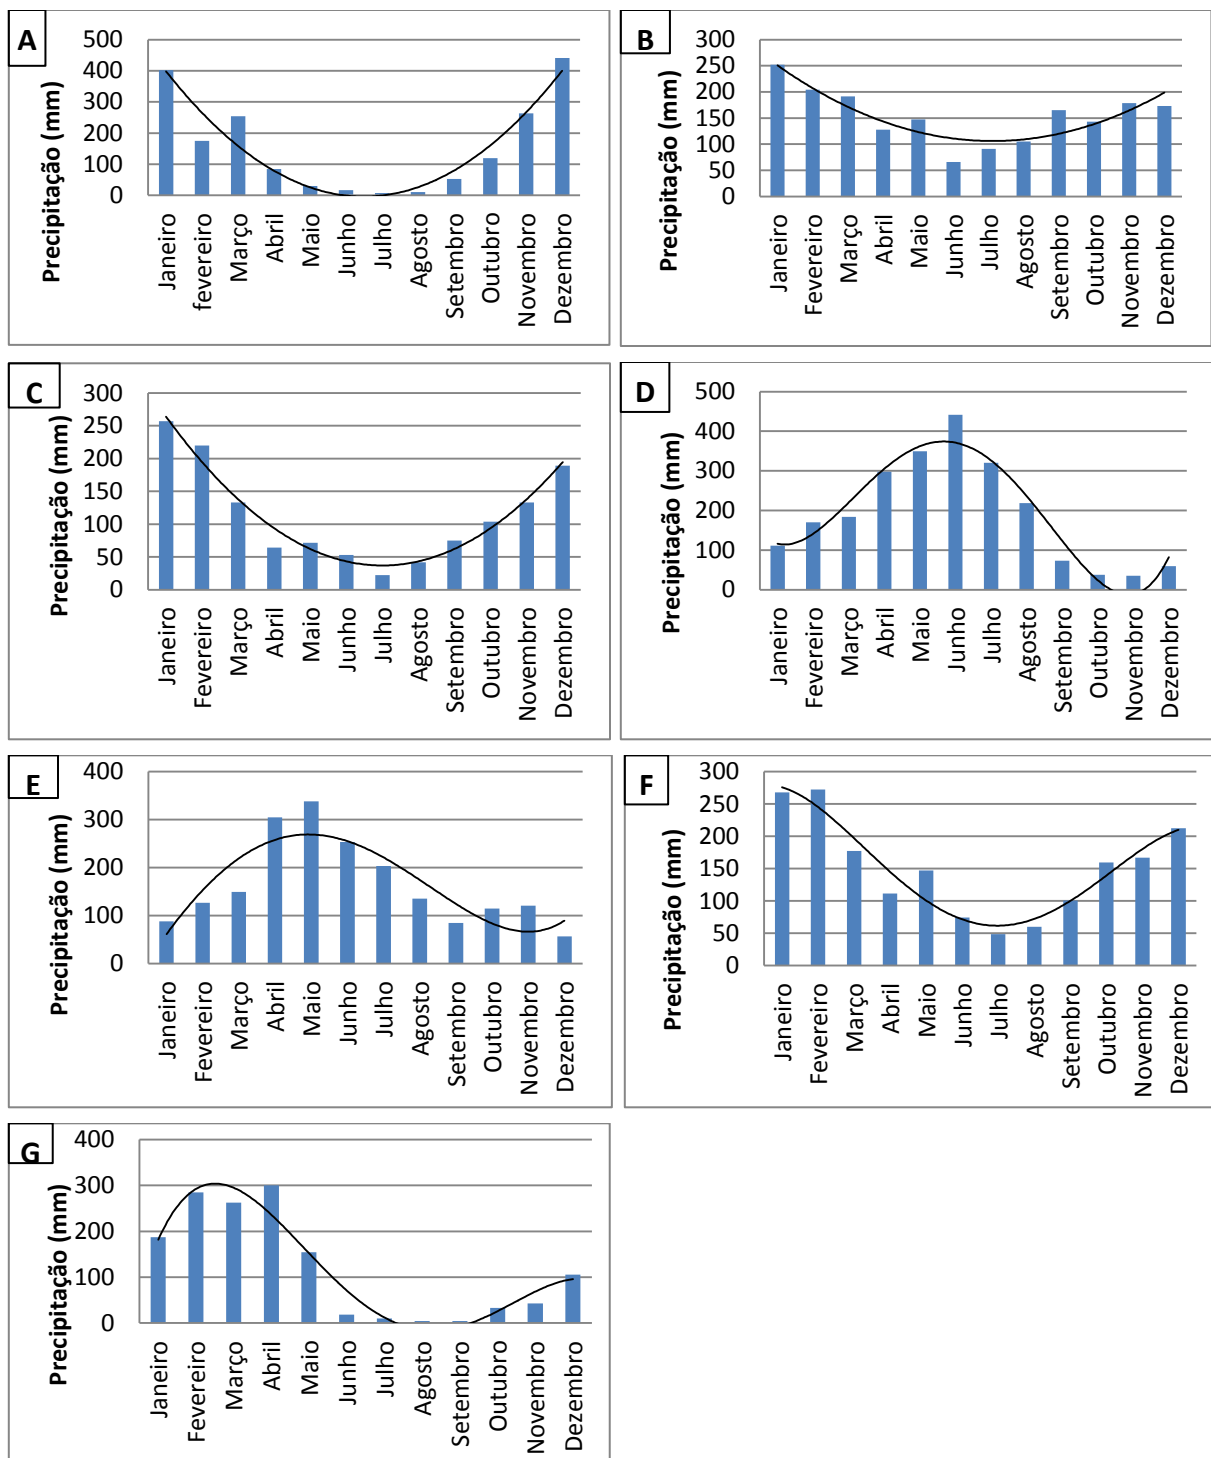 A
Precipitação (mm)
500
400
300
200
100
0
Janeiro
fevereiro
Março
Abril
Maio
Junho
Julho
Agosto
Setembro
Outubro
Novembro
Dezembro
B
Precipitação (mm)
300
250
200
150
100
50
0
Janeiro
Fevereiro
Março
Abril
Maio
Junho
Julho
Agosto
Setembro
Outubro
Novembro
Dezembro
C
Precipitação (mm)
300
250
200
150
100
50
0
Janeiro
Fevereiro
Março
Abril
Maio
Junho
Julho
Agosto
Setembro
Outubro
Novembro
Dezembro
D
Precipitação (mm)
500
400
300
200
100
0
Janeiro
Fevereiro
Março
Abril
Maio
Junho
Julho
Agosto
Setembro
Outubro
Novembro
Dezembro
E
Precipitação (mm)
400
300
200
100
0
Janeiro
Fevereiro
Março
Abril
Maio
Junho
Julho
Agosto
Setembro
Outubro
Novembro
Dezembro
F
Precipitação (mm)
300
250
200
150
100
50
0
Janeiro
Fevereiro
Março
Abril
Maio
Junho
Julho
Agosto
Setembro
Outubro
Novembro
Dezembro
G
Precipitação (mm)
400
300
200
100
0
Janeiro
Fevereiro
Março
Abril
Maio
Junho
Julho
Agosto
Setembro
Outubro
Novembro
Dezembro